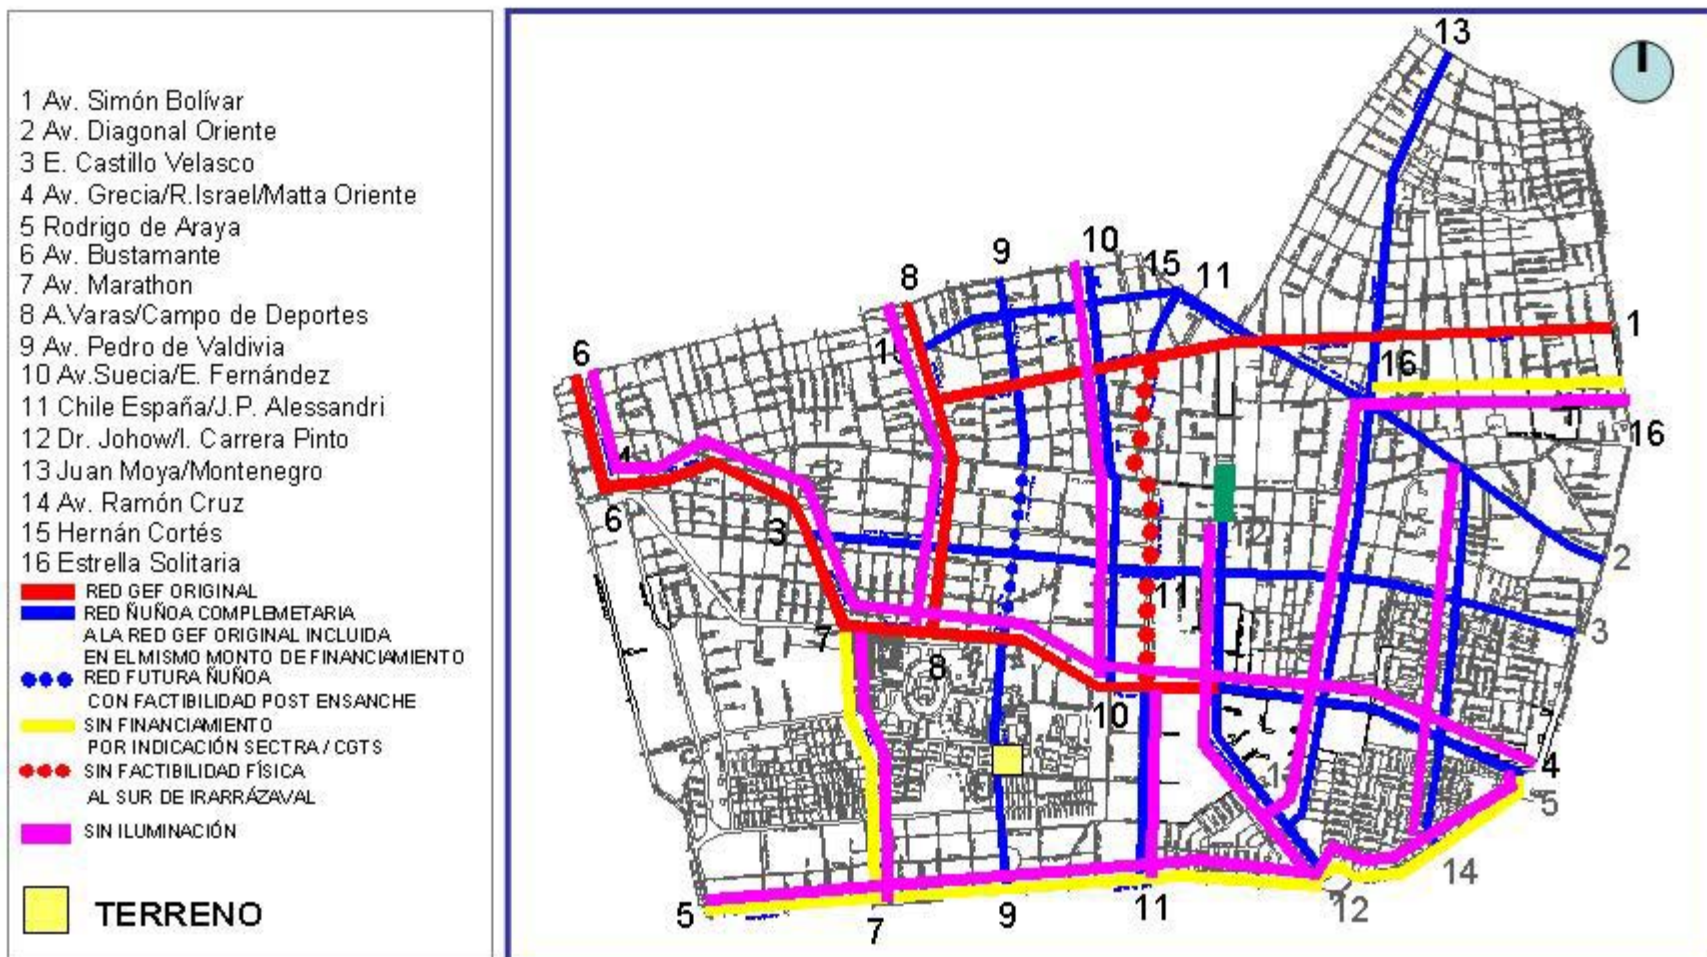 1 Av. Simón Bolívar
2 Av. Diagonal Oriente
3 E. Castillo Velasco
4 Av. Grecia/R.Israel/Matta Oriente
5 Rodrigo de Araya
6 Av. Bustamante
7 Av. Marathon
8 A.Varas/Campo de Deportes
9 Av. Pedro de Valdivia
10 Av.Suecia/E. Fernández
11 Chile España/J.P. Alessandri
12 Dr. Johow/I. Carrera Pinto
13 Juan Moya/Montenegro
14 Av. Ramón Cruz
15 Hernán Cortés
16 Estrella Solitaria
RED GEF ORIGINAL
RED ÑUÑOA COMPLEMETARIA
A LA RED GEF ORIGINAL INCLUIDA
EN EL MISMO MONTO DE FINANCIAMIENTO
RED FUTURA ÑUÑOA
CON FACTIBILIDAD POST ENSANCHE
SIN FINANCIAMIENTO
POR INDICACIÓN SECTRA / CGTS
SIN FACTIBILIDAD FÍSICA
AL SUR DE IRARRÁZAVAL
SIN ILUMINACIÓN
TERRENO
13
10
9
15
11
8
1
6
16
16
4
6
3
12
2
11
3
7
8
10
4
5
14
5
7
9
11
12